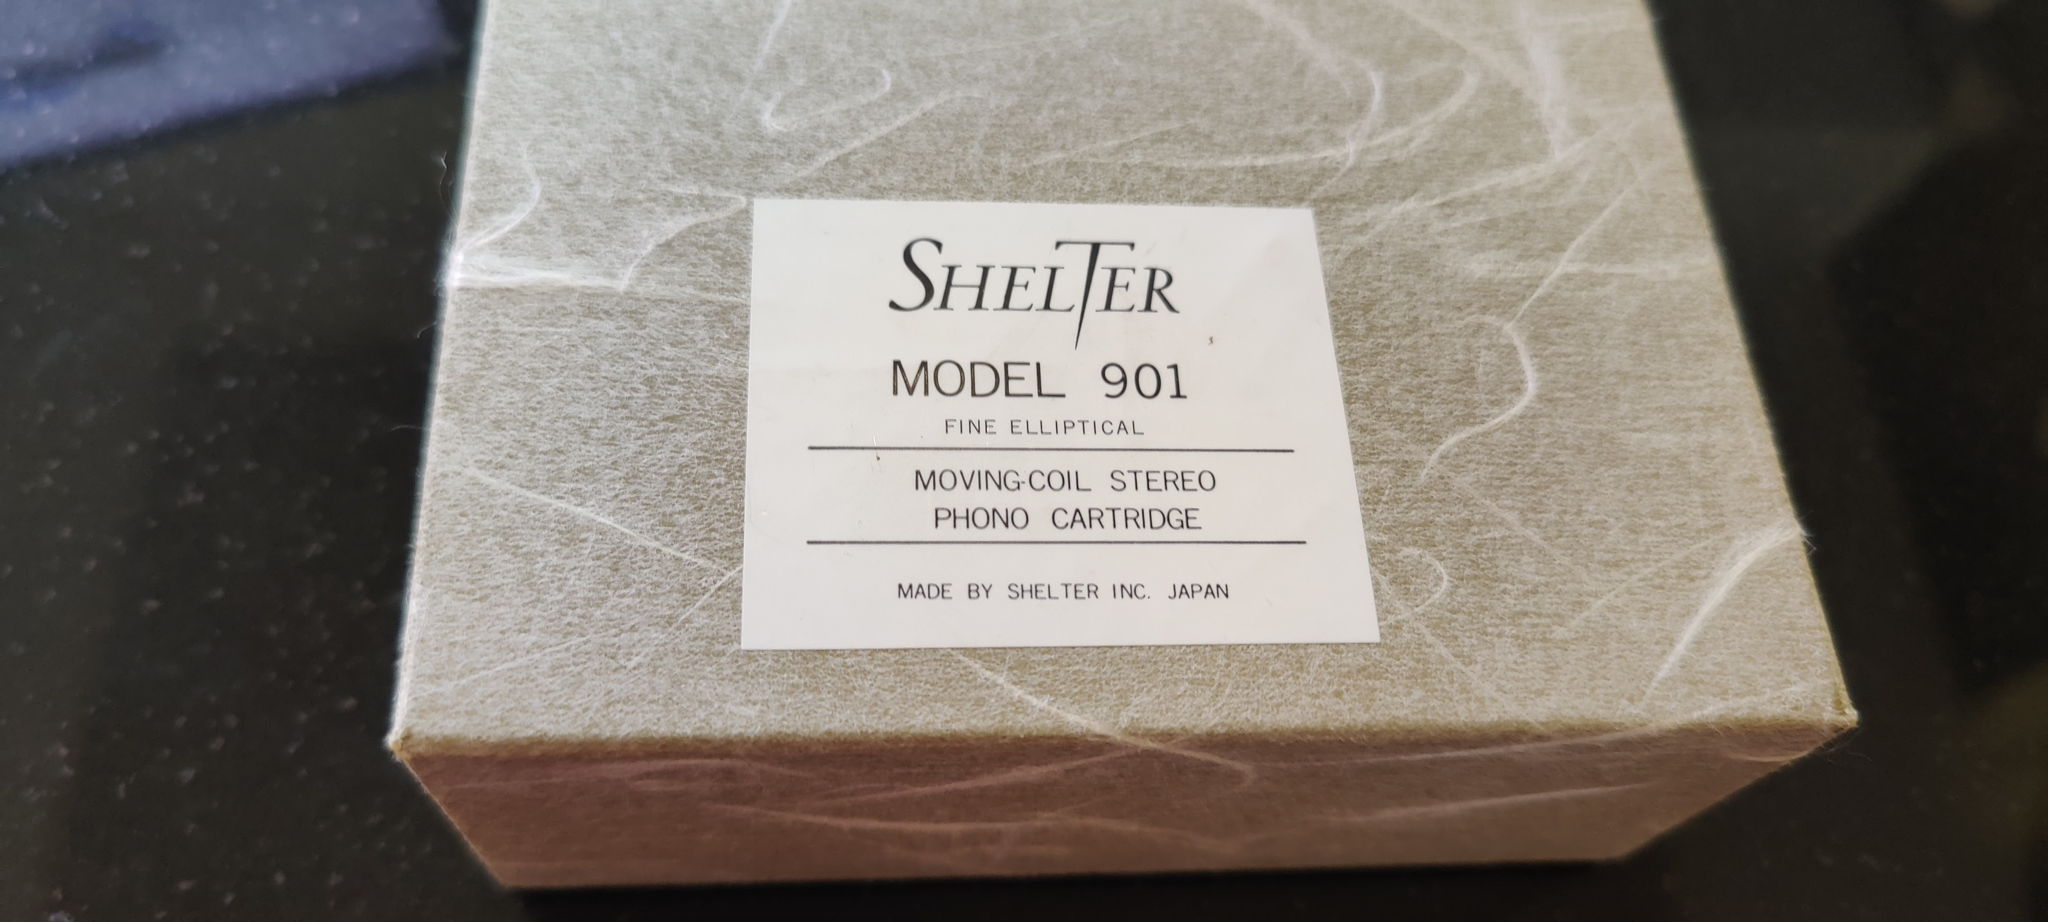 SHELTER
MODEL 901
FINE ELLIPTICAL
MOVING-COIL STEREO
PHONO CARTRIDGE
MADE BY SHELTER INC. JAPAN